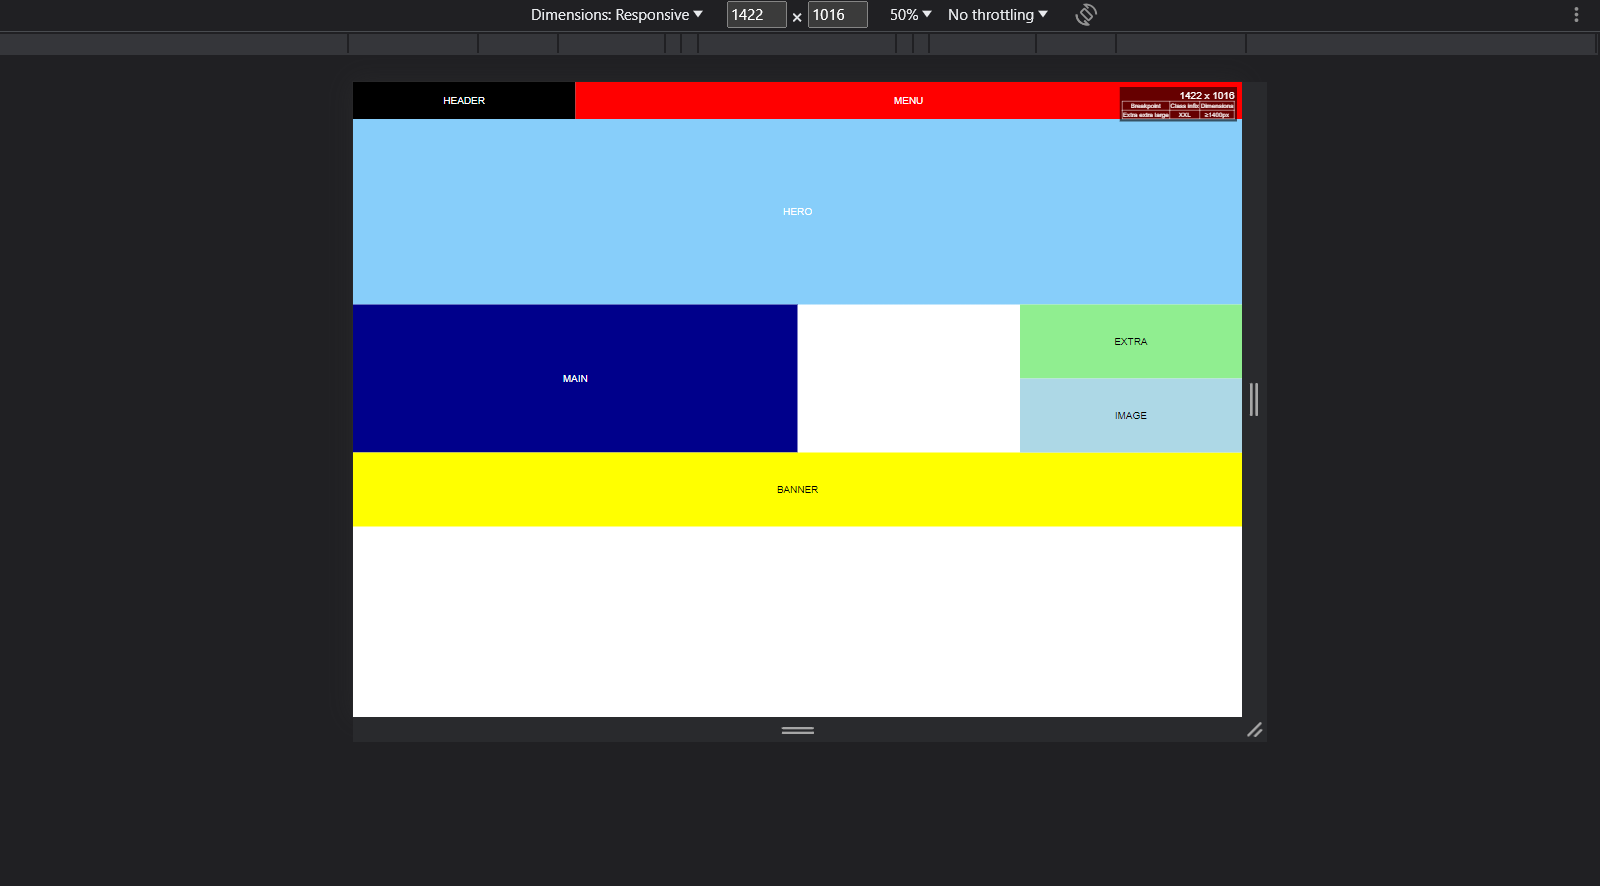 Dimensions: Responsive 1422 × 1016 50% No throttling
HEADER MENU
1422 x 1016
Breakpoint Class infix Dimensions
Extra extra large XXL ≥1400px
HERO
EXTRA
MAIN
IMAGE
BANNER